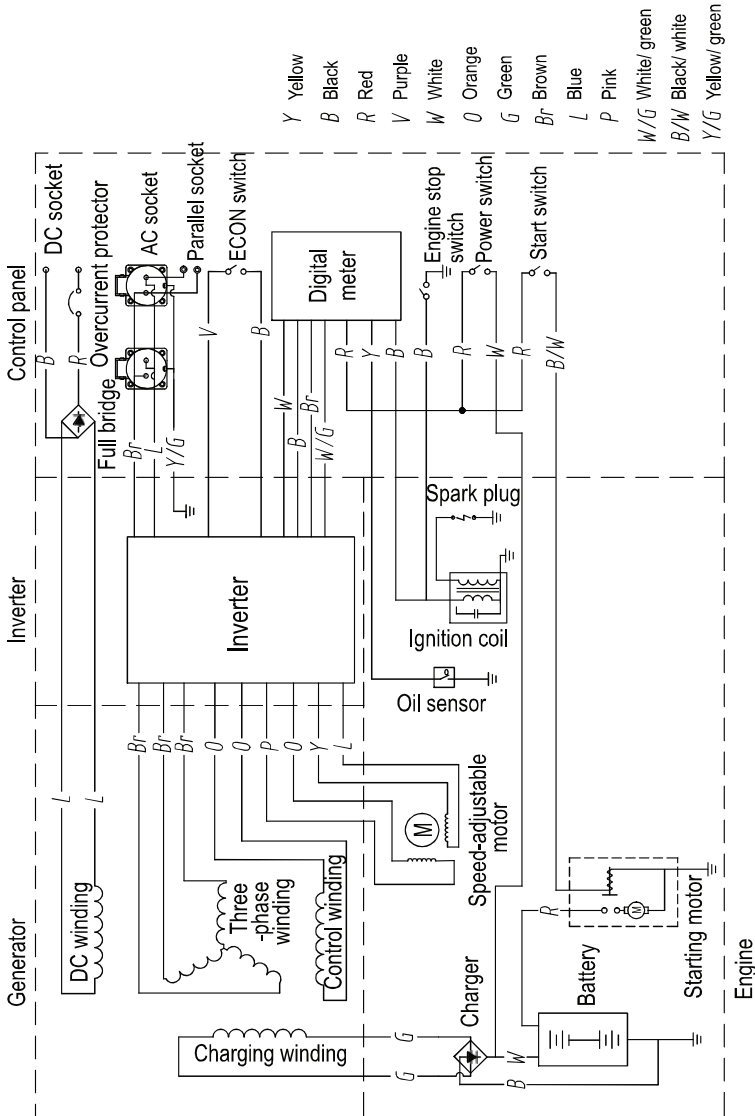 Control panel
Inverter
Generator
Engine
DC socket
Overcurrent protector
AC socket
Parallel socket
ECON switch
Digital
meter
Engine stop
switch
Power switch
Start switch
Full bridge
B
R
Br
L
Y/G
V
B
W
B
Br
W/G
R
Y
B
B
R
W
R
B/W
Inverter
Spark plug
Ignition coil
Oil sensor
L
L
Br
Br
Br
O
O
P
O
Y
L
DC winding
Three
-phase
winding
Control winding
M
Speed-adjustable
motor
Charging winding
G
G
Charger
W
B
Battery
R
M
Starting motor
Y Yellow
B Black
R Red
V Purple
W White
O Orange
G Green
Br Brown
L Blue
P Pink
W/G White/ green
B/W Black/ white
Y/G Yellow/ green